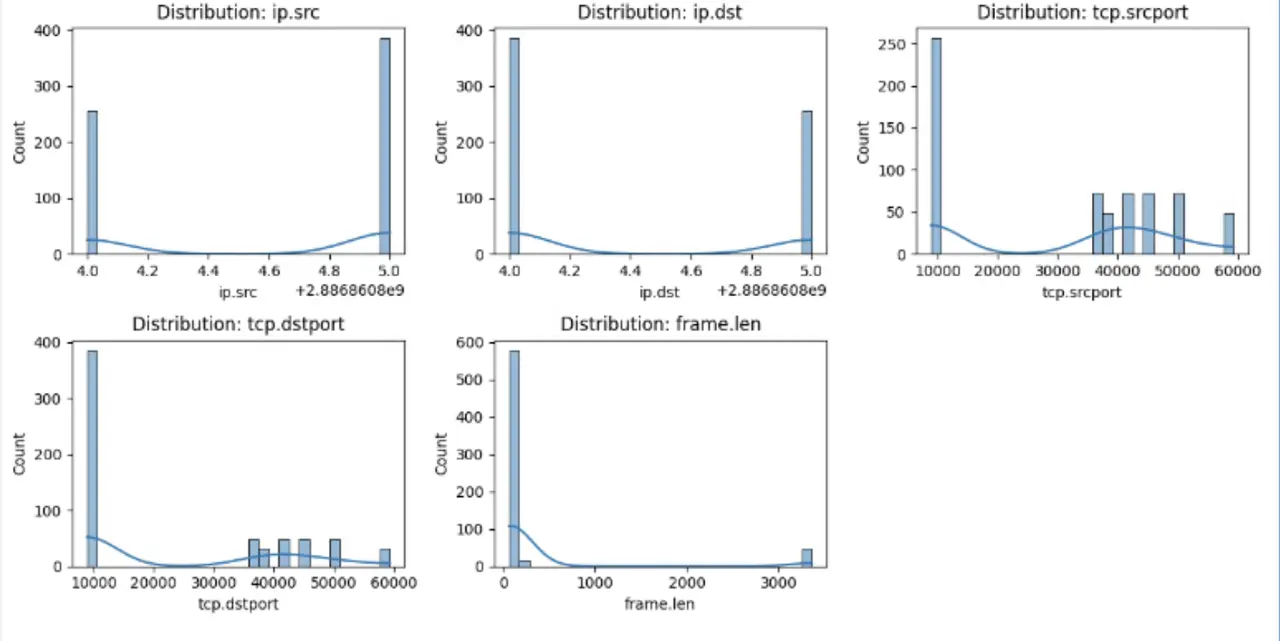 Distribution: ip.src
400
300
200
100
0
Count
4.0 4.2 4.4 4.6 4.8 5.0
ip.src +2.8868608e9
Distribution: ip.dst
400
300
200
100
0
Count
4.0 4.2 4.4 4.6 4.8 5.0
ip.dst +2.8868608e9
Distribution: tcp.srcport
250
200
150
100
50
0
Count
10000 20000 30000 40000 50000 60000
tcp.srcport
Distribution: tcp.dstport
400
300
200
100
0
Count
10000 20000 30000 40000 50000 60000
tcp.dstport
Distribution: frame.len
600
500
400
300
200
100
0
Count
0 1000 2000 3000
frame.len